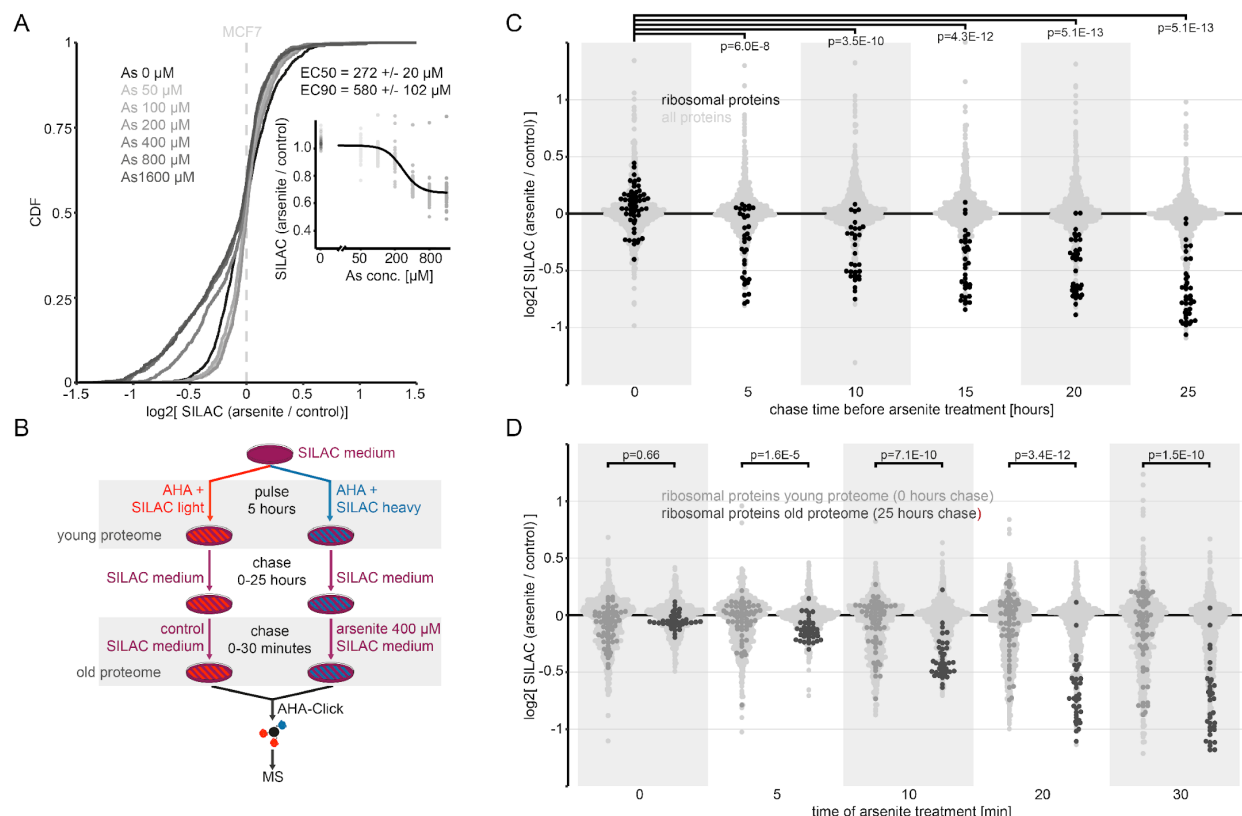 A
MCF7
1
0.75
0.5
0.25
0
CDF
As 0 µM
As 50 µM
As 100 µM
As 200 µM
As 400 µM
As 800 µM
As1600 µM
EC50 = 272 +/- 20 µM
EC90 = 580 +/- 102 µM
SILAC (arsenite / control)
1.0
0.8
0.6
0.4
0 50 200 800
As conc. [µM]
-1.5 -1 -0.5 0 0.5 1 1.5
log2[ SILAC (arsenite / control)]
B
SILAC medium
AHA +
SILAC light
pulse
5 hours
AHA +
SILAC heavy
young proteome
SILAC medium
chase
0-25 hours
SILAC medium
control
SILAC medium
chase
0-30 minutes
arsenite 400 µM
SILAC medium
old proteome
AHA-Click
MS
C
p=6.0E-8
p=3.5E-10
p=4.3E-12
p=5.1E-13
p=5.1E-13
ribosomal proteins
all proteins
log2[ SILAC (arsenite / control) ]
1
0.5
0
-0.5
-1
0 5 10 15 20 25
chase time before arsenite treatment [hours]
D
p=0.66
p=1.6E-5
p=7.1E-10
p=3.4E-12
p=1.5E-10
ribosomal proteins young proteome (0 hours chase)
ribosomal proteins old proteome (25 hours chase)
log2[ SILAC (arsenite / control) ]
1
0.5
0
-0.5
-1
0 5 10 20 30
time of arsenite treatment [min]